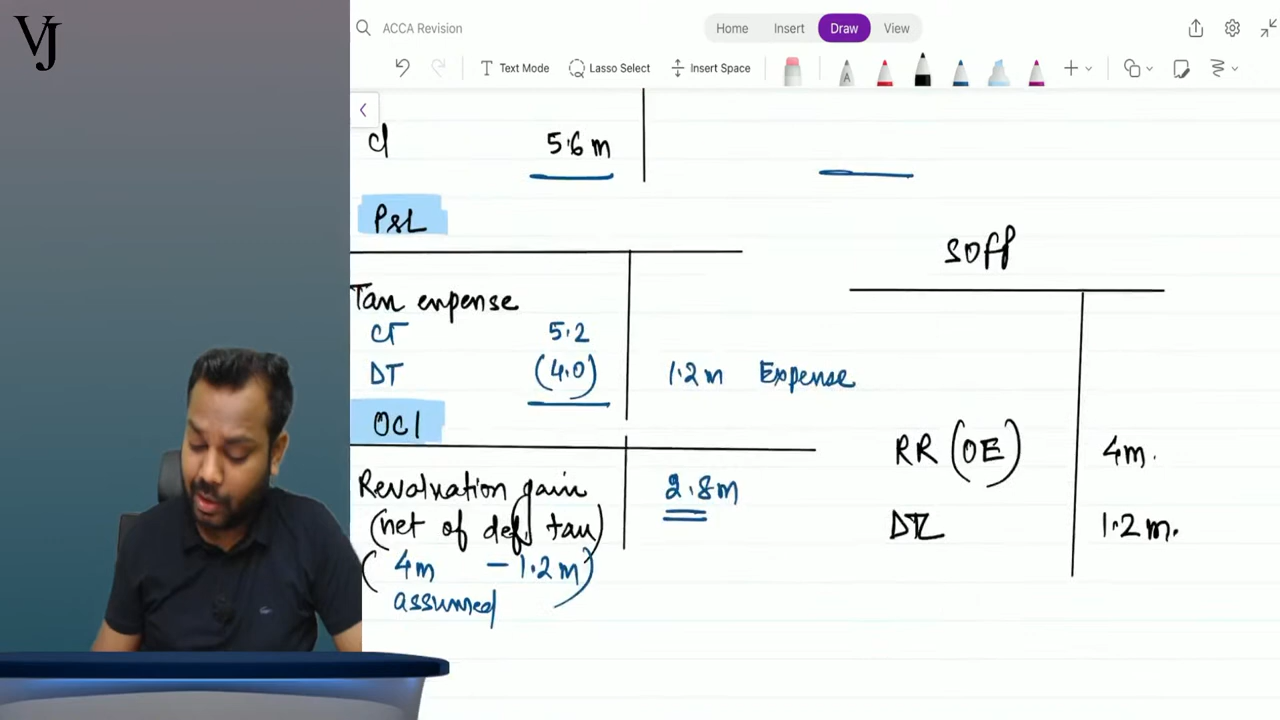 VJ
ACCA Revision
Home Insert Draw View
Text Mode Lasso Select Insert Space
A
cl 5.6 m
P&L
SOFP
Tax expense
CT 5.2
DT (4.0) 1.2m Expense
OCI
RR (OE) 4m.
Revaluation gain 2.8m
(net of def. tax)
DTL 1.2 m.
( 4m - 1.2m )
assumed